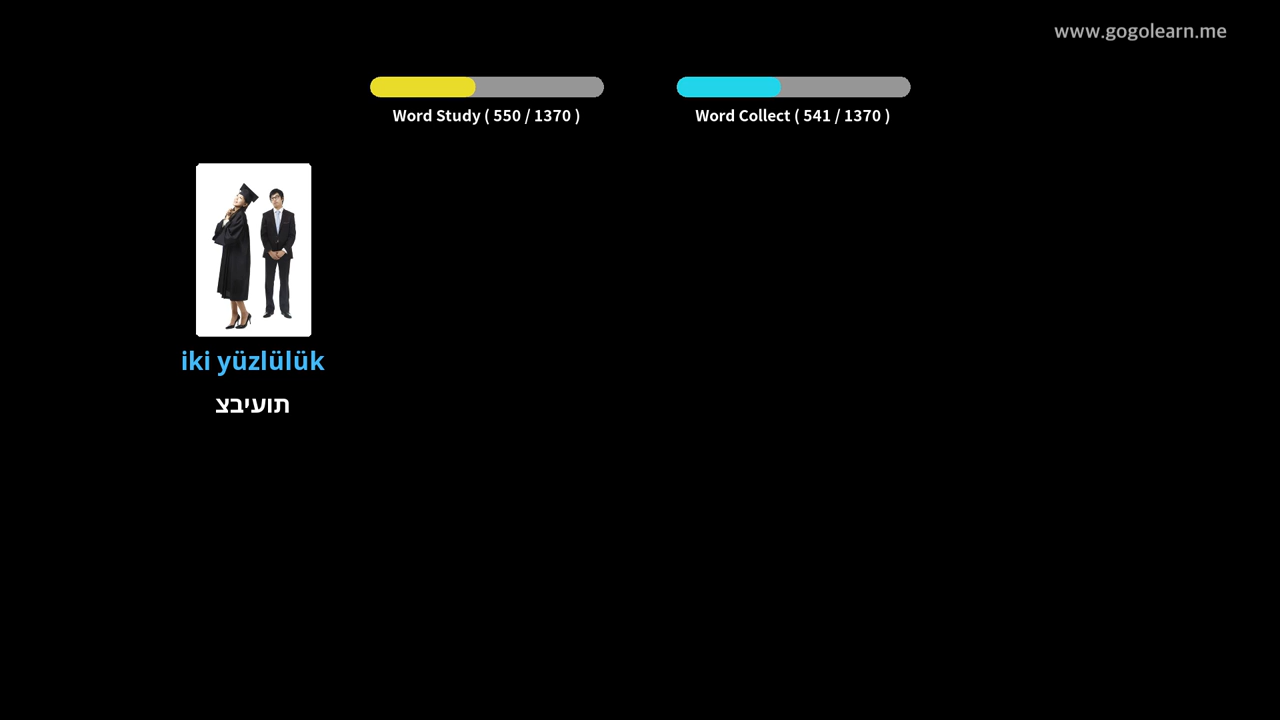 www.gogolearn.me
Word Study ( 550 / 1370 )
Word Collect ( 541 / 1370 )
iki yüzlülük
תועיבצ